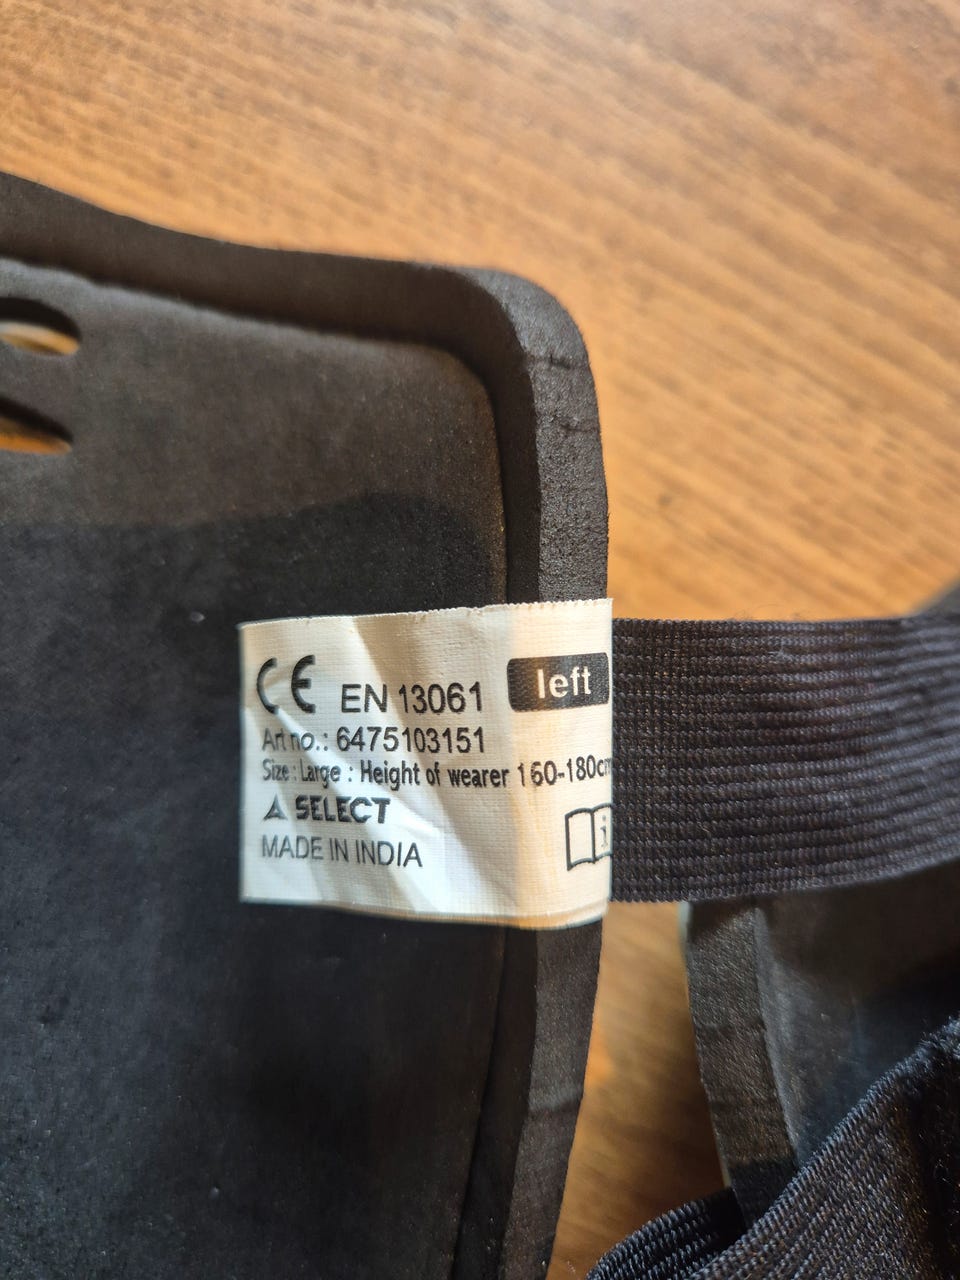 CE EN 13061 left
Art no.: 6475103151
Size : Large : Height of wearer 160-180cm
SELECT
MADE IN INDIA
i